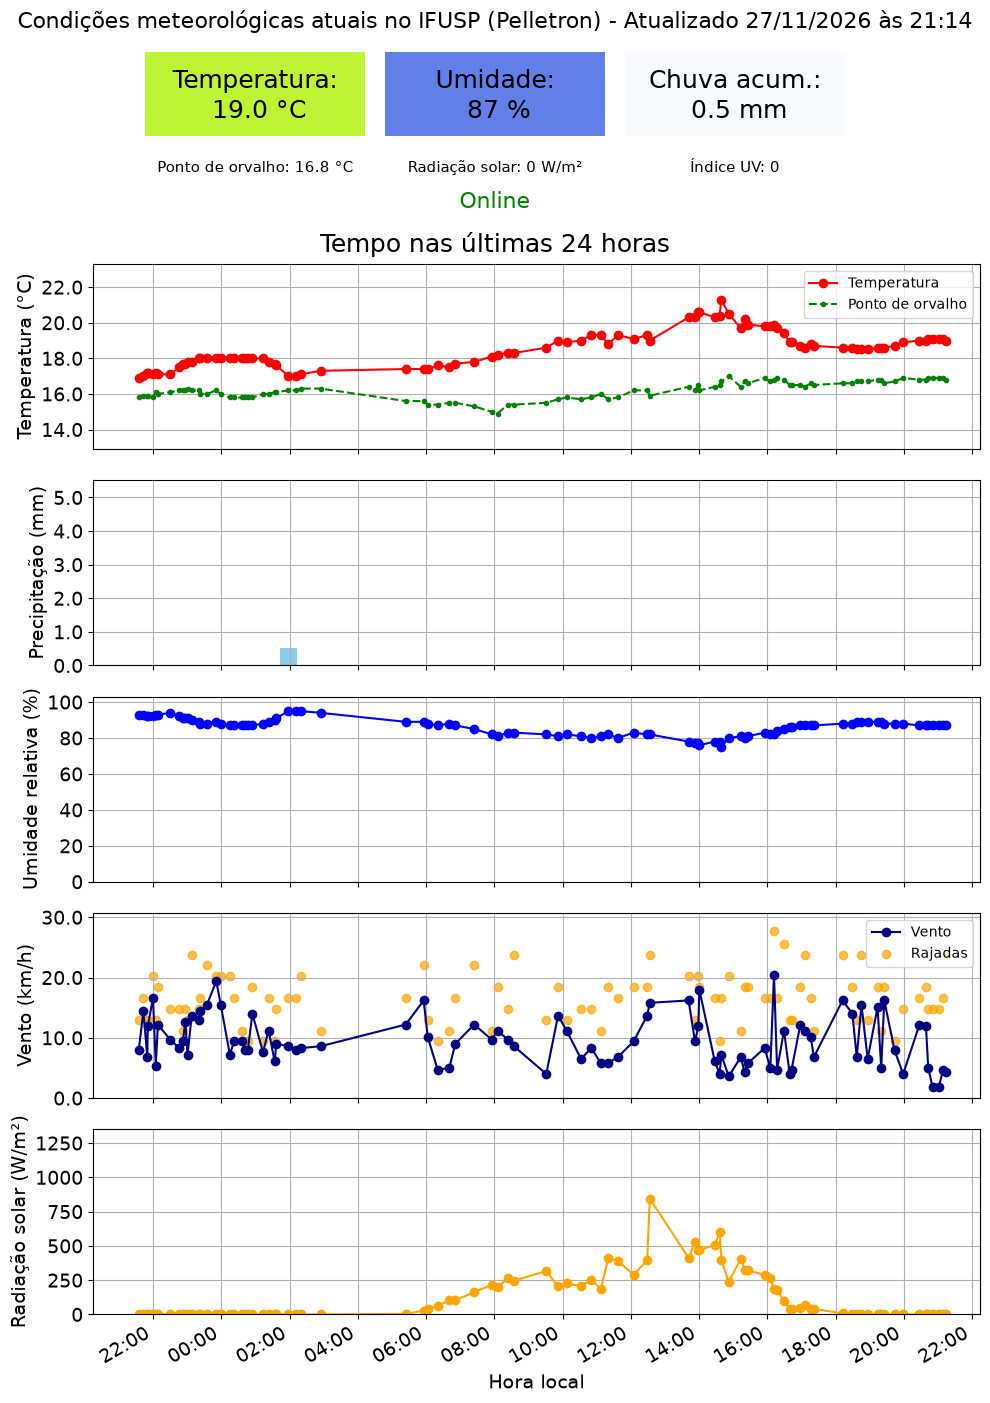 Condições meteorológicas atuais no IFUSP (Pelletron) - Atualizado 27/11/2026 às 21:14
Temperatura:
19.0 °C
Umidade:
87 %
Chuva acum.:
0.5 mm
Ponto de orvalho: 16.8 °C
Radiação solar: 0 W/m²
Índice UV: 0
Online
Tempo nas últimas 24 horas
Temperatura (°C)
22.0
20.0
18.0
16.0
14.0
Temperatura
Ponto de orvalho
Precipitação (mm)
5.0
4.0
3.0
2.0
1.0
0.0
Umidade relativa (%)
100
80
60
40
20
0
Vento (km/h)
30.0
20.0
10.0
0.0
Vento
Rajadas
Radiação solar (W/m²)
1250
1000
750
500
250
0
22:00
00:00
02:00
04:00
06:00
08:00
10:00
12:00
14:00
16:00
18:00
20:00
22:00
Hora local